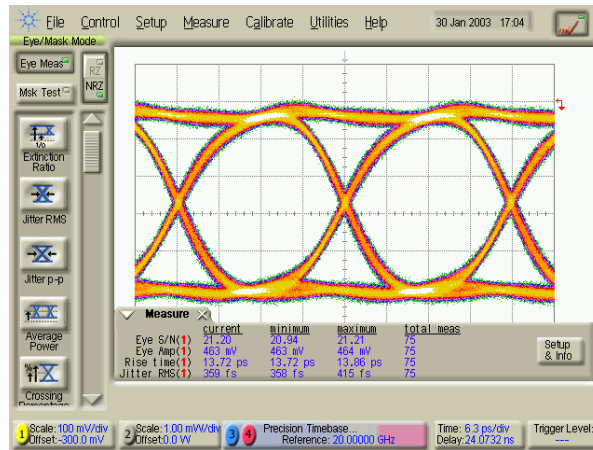 File Control Setup Measure Calibrate Utilities Help 30 Jan 2003 17:04
Eye/Mask Mode
Eye Meas
RZ
NRZ
Msk Test
Extinction
Ratio
Jitter RMS
Jitter p-p
Average
Power
Crossing
Percentage
Measure
current minimum maximum total meas
Eye S/N(1) 21.20 20.94 21.21 75
Eye Amp(1) 463 mV 463 mV 464 mV 75
Rise time(1) 13.72 ps 13.72 ps 13.86 ps 75
Jitter RMS(1) 359 fs 358 fs 415 fs 75
Setup
& Info
1 Scale:100 mV/div
Offset:-300.0 mV
2 Scale:1.00 mW/div
Offset:0.0 W
3 4 Precision Timebase...
Reference: 20.00000 GHz
Time: 6.3 ps/div
Delay:24.0732 ns
Trigger Level:
---